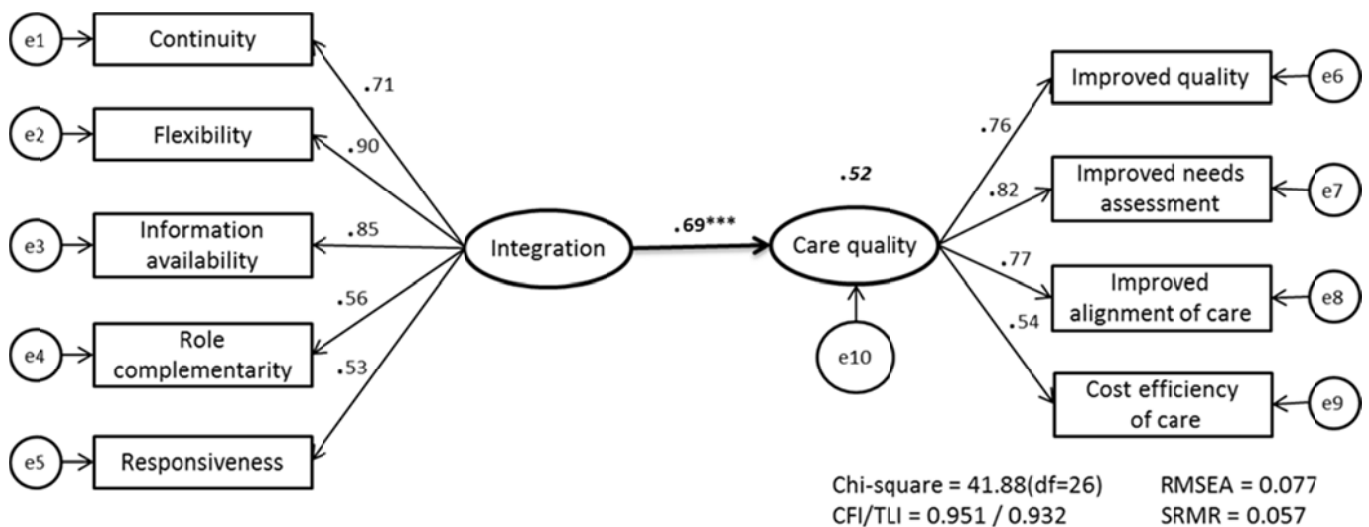 e1
Continuity
.71
e2
Flexibility
.90
e3
Information
availability
.85
e4
Role
complementarity
.56
e5
Responsiveness
.53
Integration
.69***
.52
Care quality
e10
.76
Improved quality
e6
.82
Improved needs
assessment
e7
.77
Improved
alignment of care
e8
.54
Cost efficiency
of care
e9
Chi-square = 41.88(df=26)
RMSEA = 0.077
CFI/TLI = 0.951 / 0.932
SRMR = 0.057